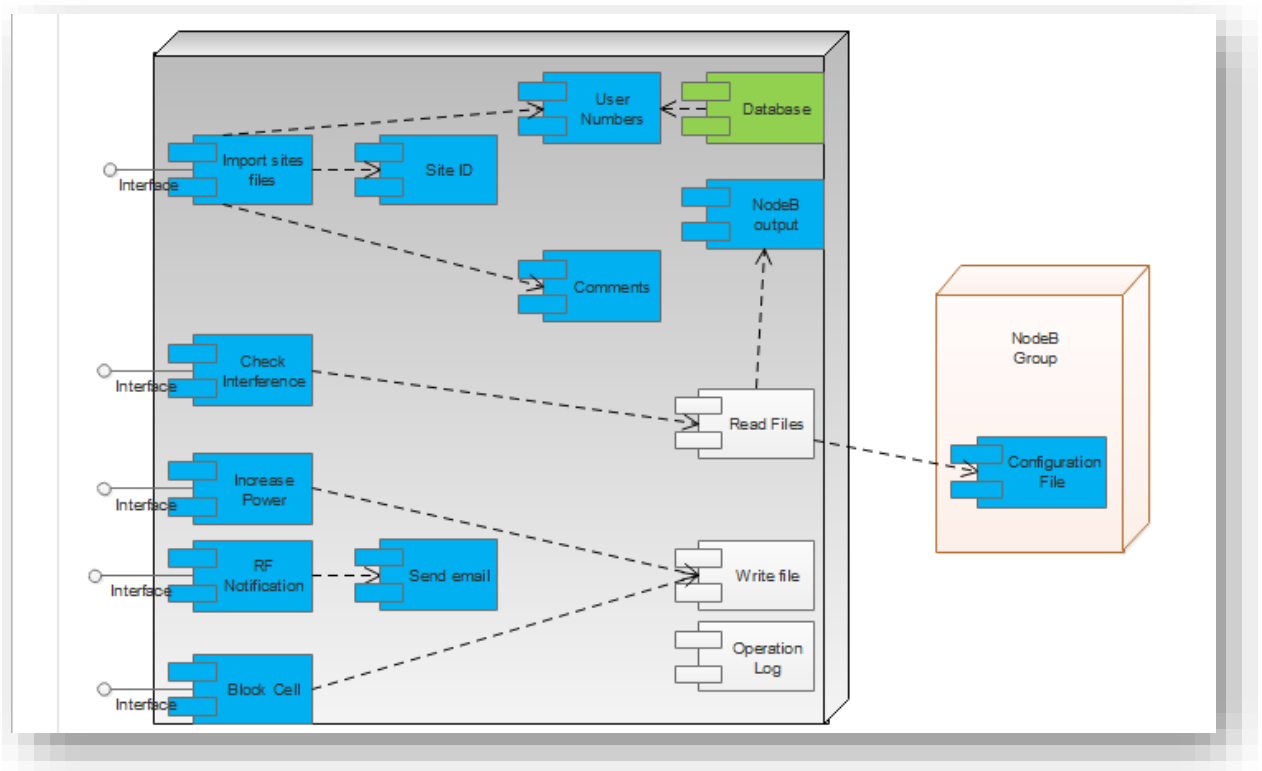 User
Numbers
Database
Import sites
files
Interface
Site ID
NodeB
output
Comments
NodeB
Group
Check
Interference
Interface
Read Files
Configuration
File
Increase
Power
Interface
RF
Notification
Interface
Send email
Write file
Operation
Log
Block Cell
Interface